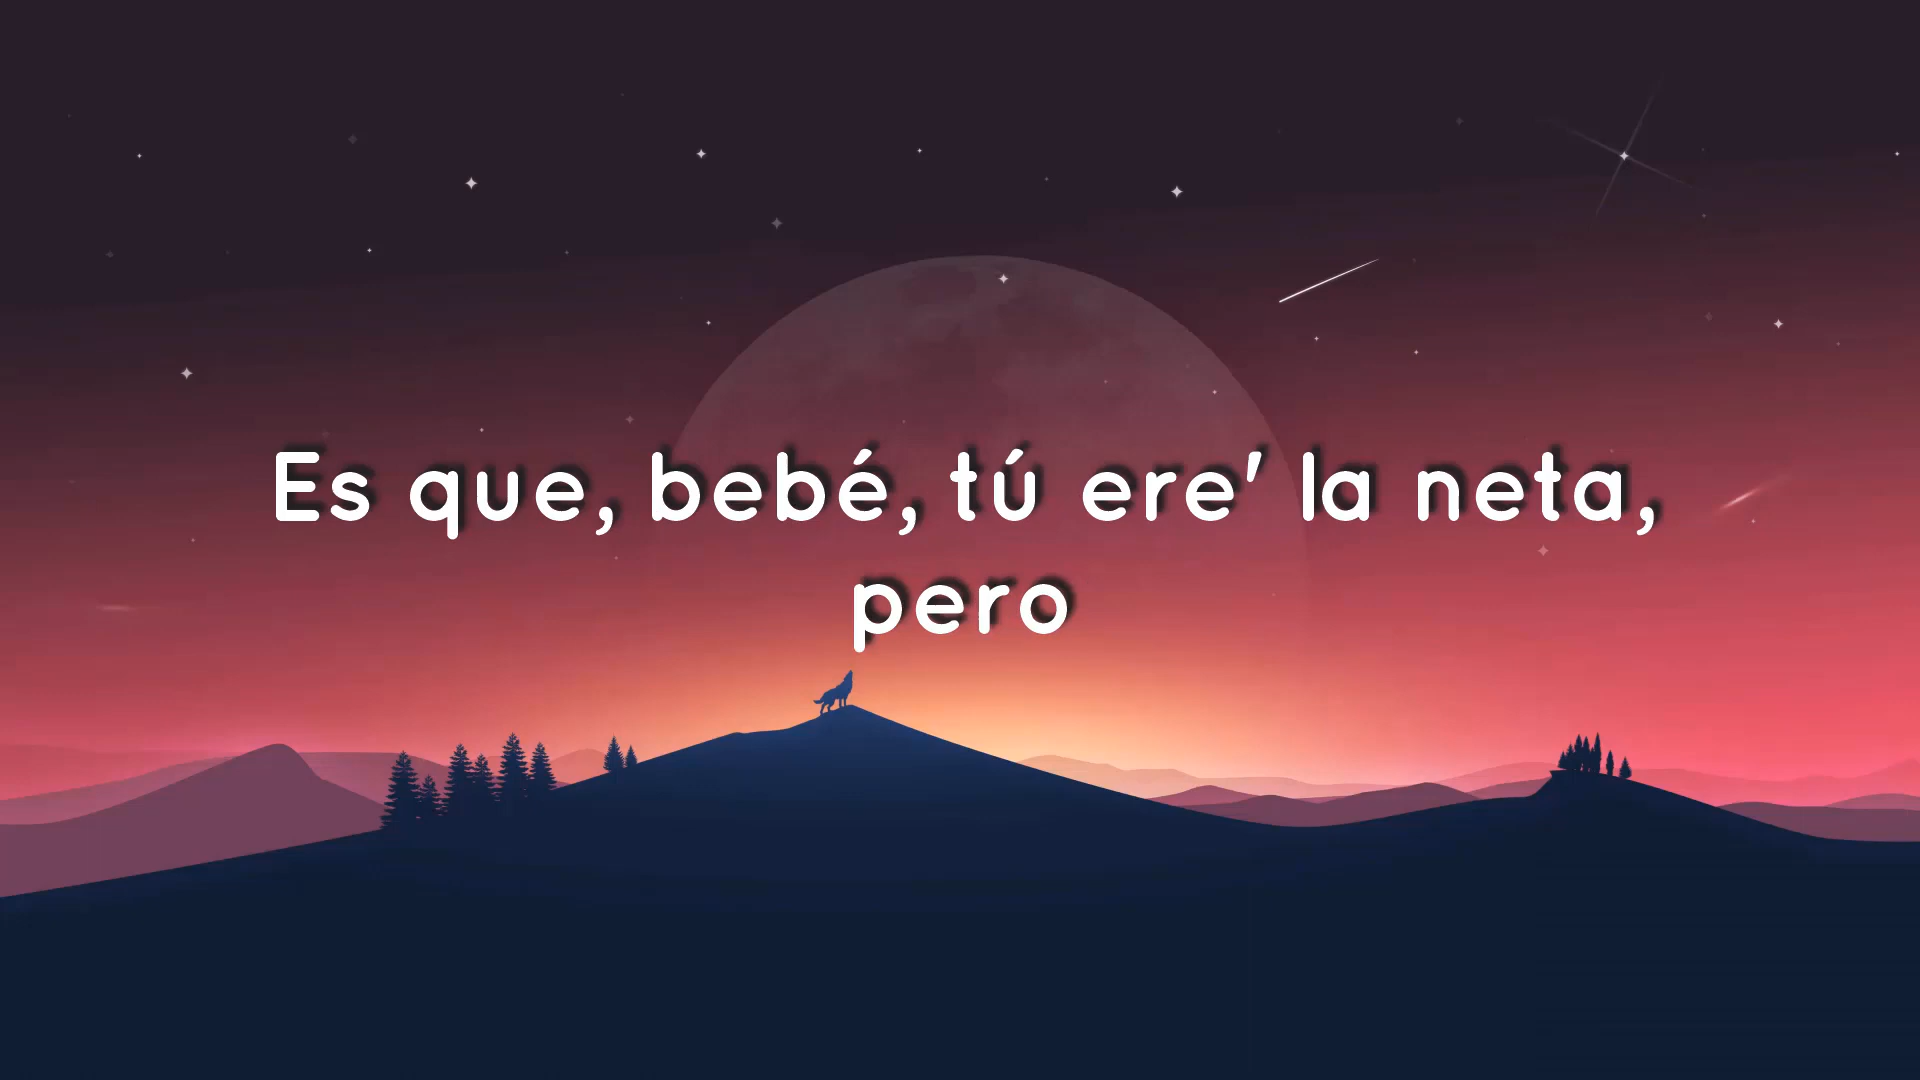 Es que, bebé, tú ere' la neta,
pero